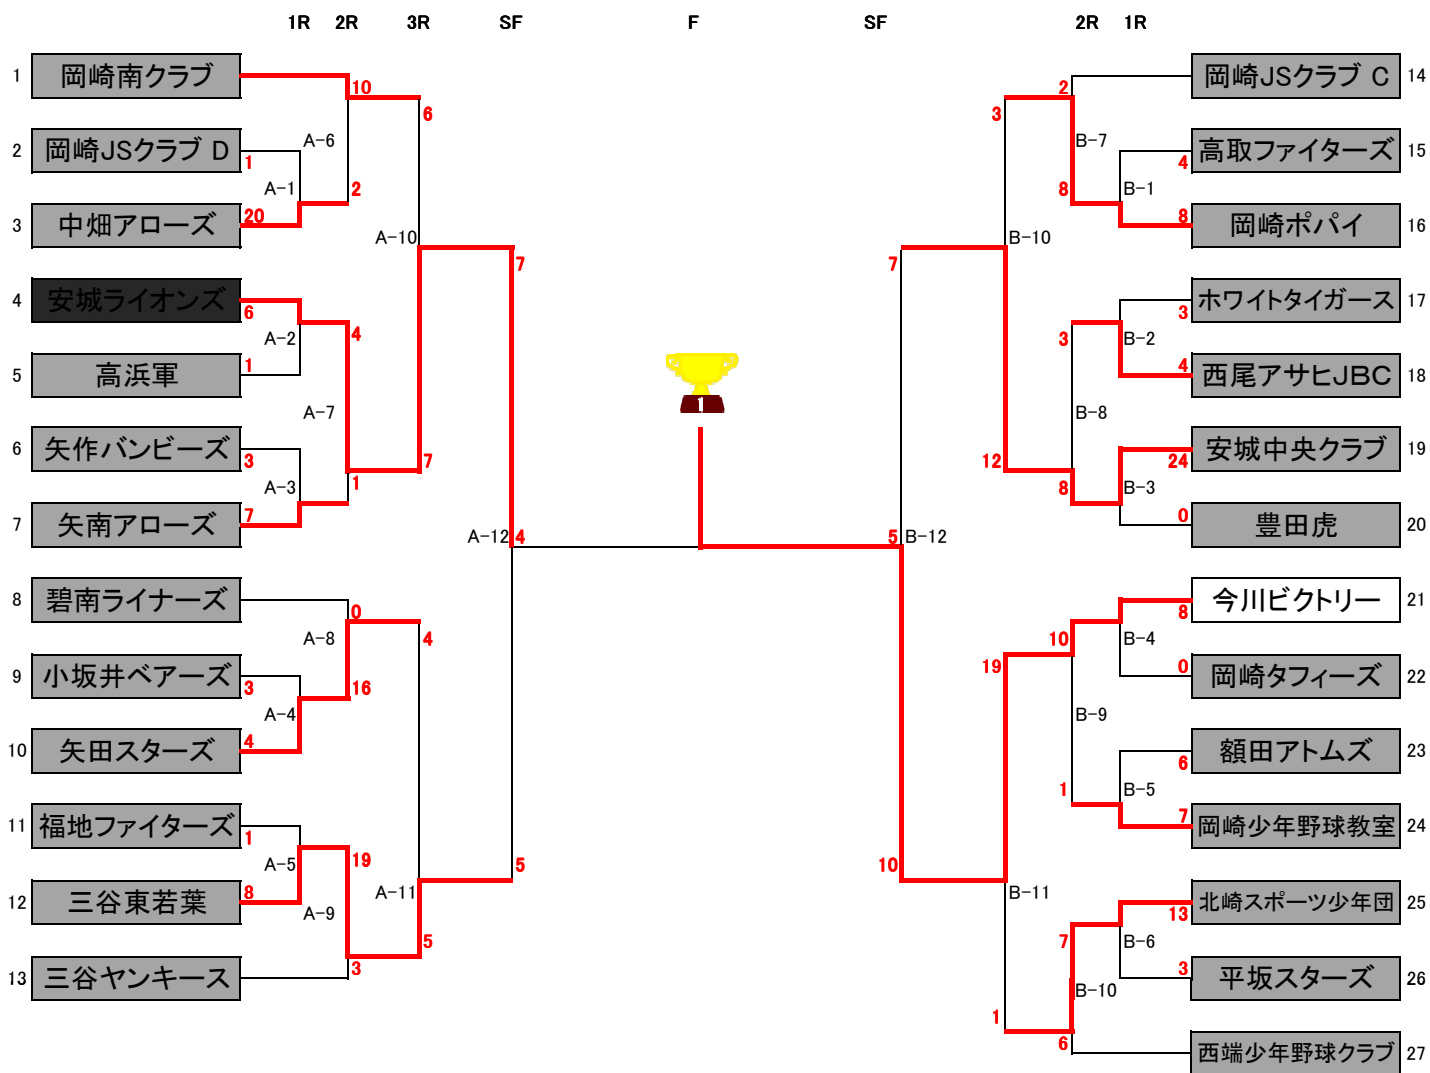 1R 2R 3R SF F SF 2R 1R
1 岡崎南クラブ 10 6
2 岡崎JSクラブ D 1
A-6
A-1
2
3 中畑アローズ 20
A-10
7
4 安城ライオンズ 6
A-2
4
5 高浜軍 1
A-7
6 矢作バンビーズ 3
A-3
1
7
7 矢南アローズ 7
A-12 4
8 碧南ライナーズ
0
A-8
4
9 小坂井ベアーズ 3
A-4
16
10 矢田スターズ 4
11 福地ファイターズ 1
A-5
19
5
12 三谷東若葉 8
A-9
A-11
5
13 三谷ヤンキース
3
1
2 岡崎JSクラブ C 14
3
B-7
高取ファイターズ 15
4
B-1
8
8 岡崎ポパイ 16
B-10
7
ホワイトタイガース 17
3
3
B-2
4 西尾アサヒJBC 18
B-8
安城中央クラブ 19
24
12
8
B-3
0
豊田虎 20
5 B-12
今川ビクトリー 21
8
10
B-4
19
0
岡崎タフィーズ 22
B-9
額田アトムズ 23
6
1
B-5
7
岡崎少年野球教室 24
10
B-11
北崎スポーツ少年団 25
13
7
B-6
3
平坂スターズ 26
B-10
1
6
西端少年野球クラブ 27